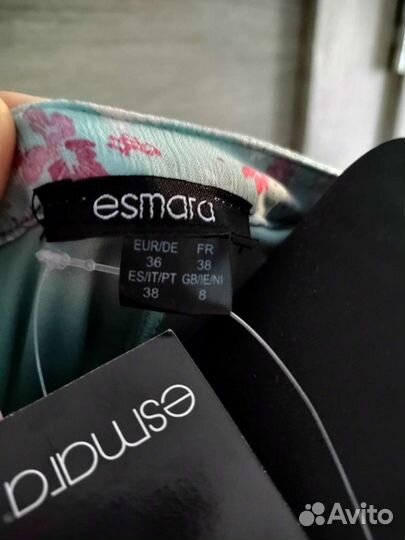 esmara
EUR/DE FR
36 38
ES/IT/PT GB/IE/NI
38 8
esmara®
Avito